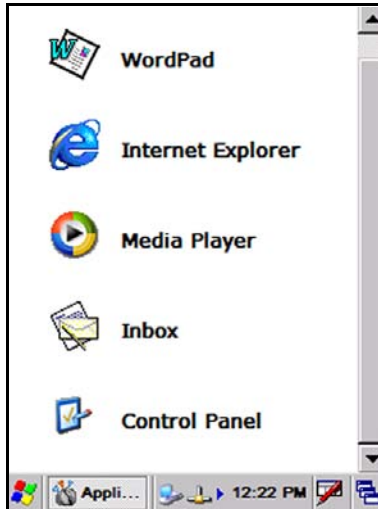 WordPad
Internet Explorer
Media Player
Inbox
Control Panel
Appli... 12:22 PM